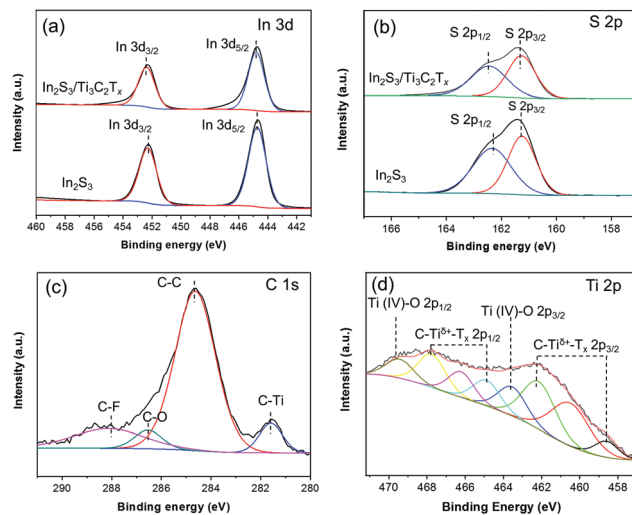 (a)
In 3d
In 3d3/2
In 3d5/2
In2S3/Ti3C2Tx
In 3d3/2
In 3d5/2
In2S3
Intensity (a.u.)
460 458 456 454 452 450 448 446 444 442
Binding energy (eV)
(b)
S 2p
S 2p1/2
S 2p3/2
In2S3/Ti3C2Tx
S 2p1/2
S 2p3/2
In2S3
Intensity (a.u.)
166 164 162 160 158
Binding energy (eV)
(c)
C 1s
C-C
C-F
C-O
C-Ti
Intensity (a.u.)
290 288 286 284 282 280
Binding energy (eV)
(d)
Ti 2p
Ti (IV)-O 2p1/2
Ti (IV)-O 2p3/2
C-Tiδ+-Tx 2p1/2
C-Tiδ+-Tx 2p3/2
Intensity (a.u.)
470 468 466 464 462 460 458
Binding Energy (eV)